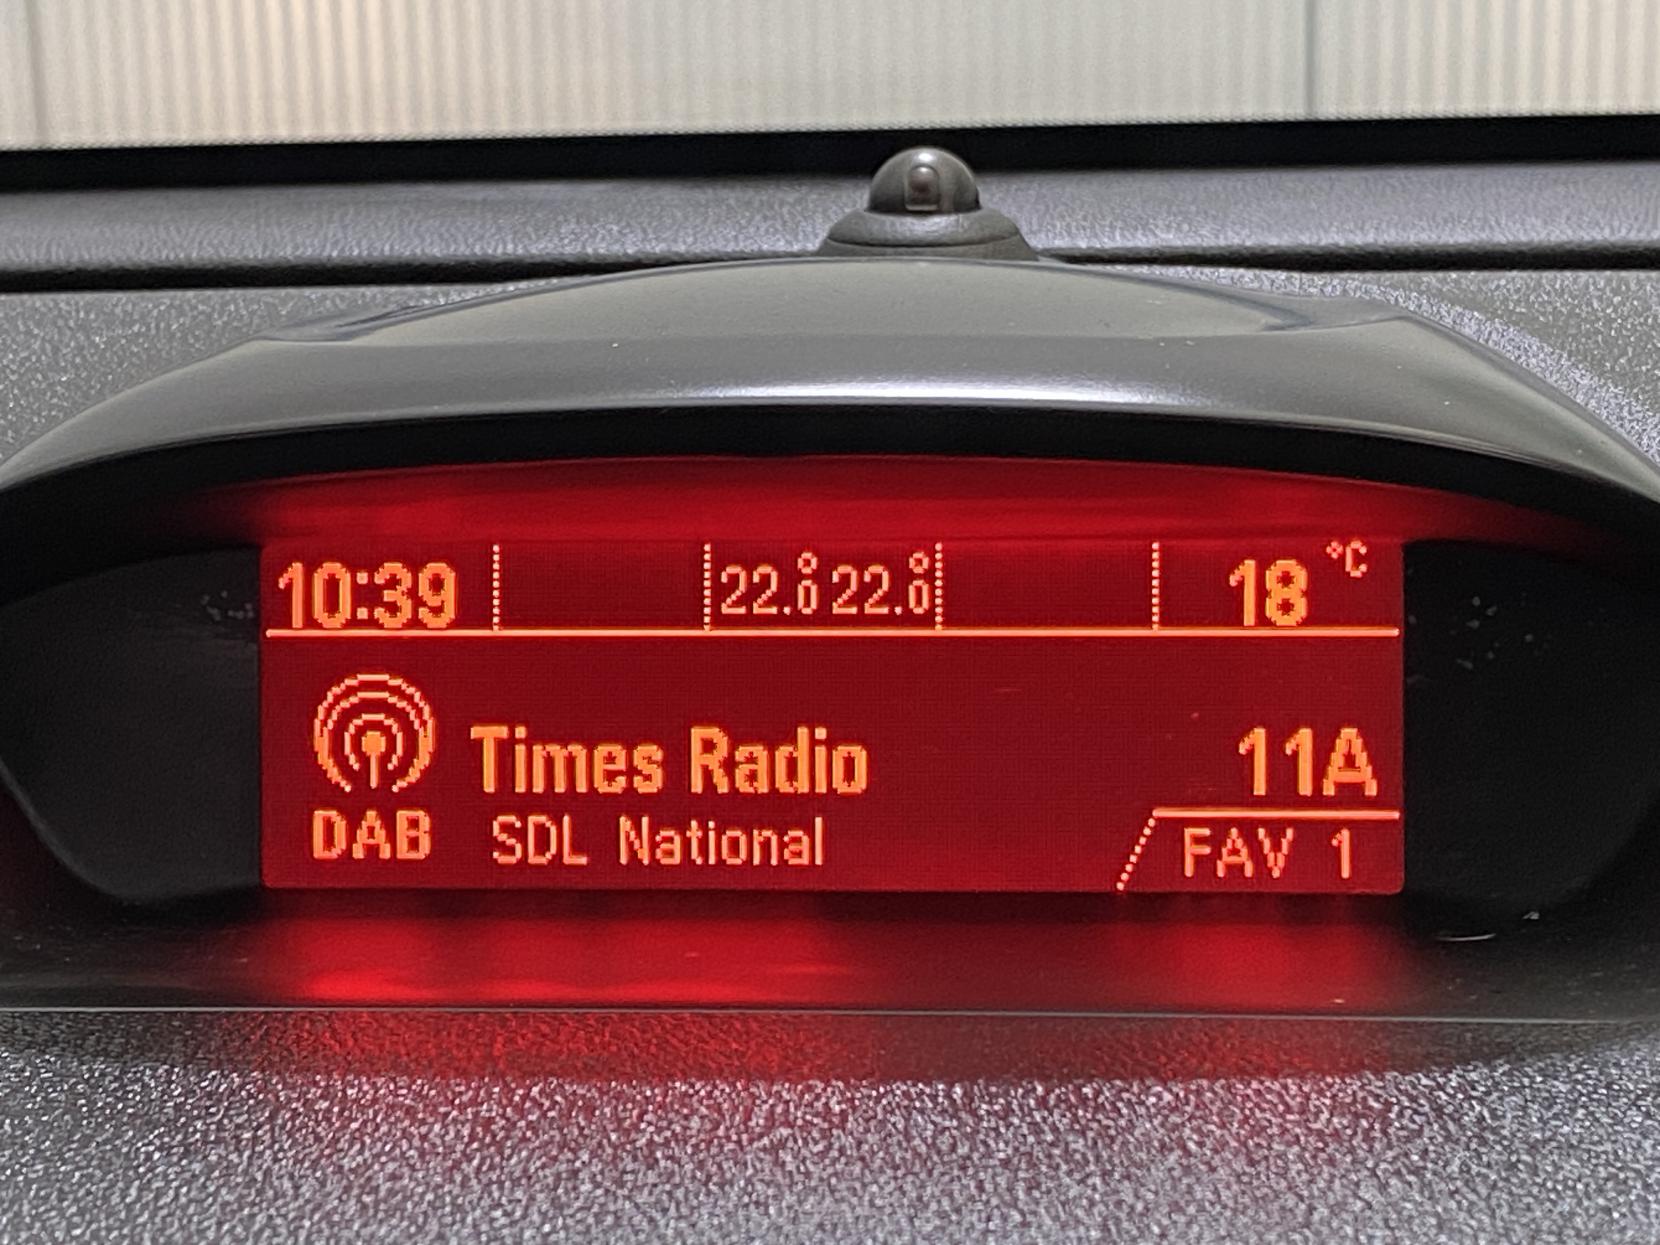 10:39 22.0° 22.0° 18 °C
Times Radio 11A
DAB SDL National FAV 1